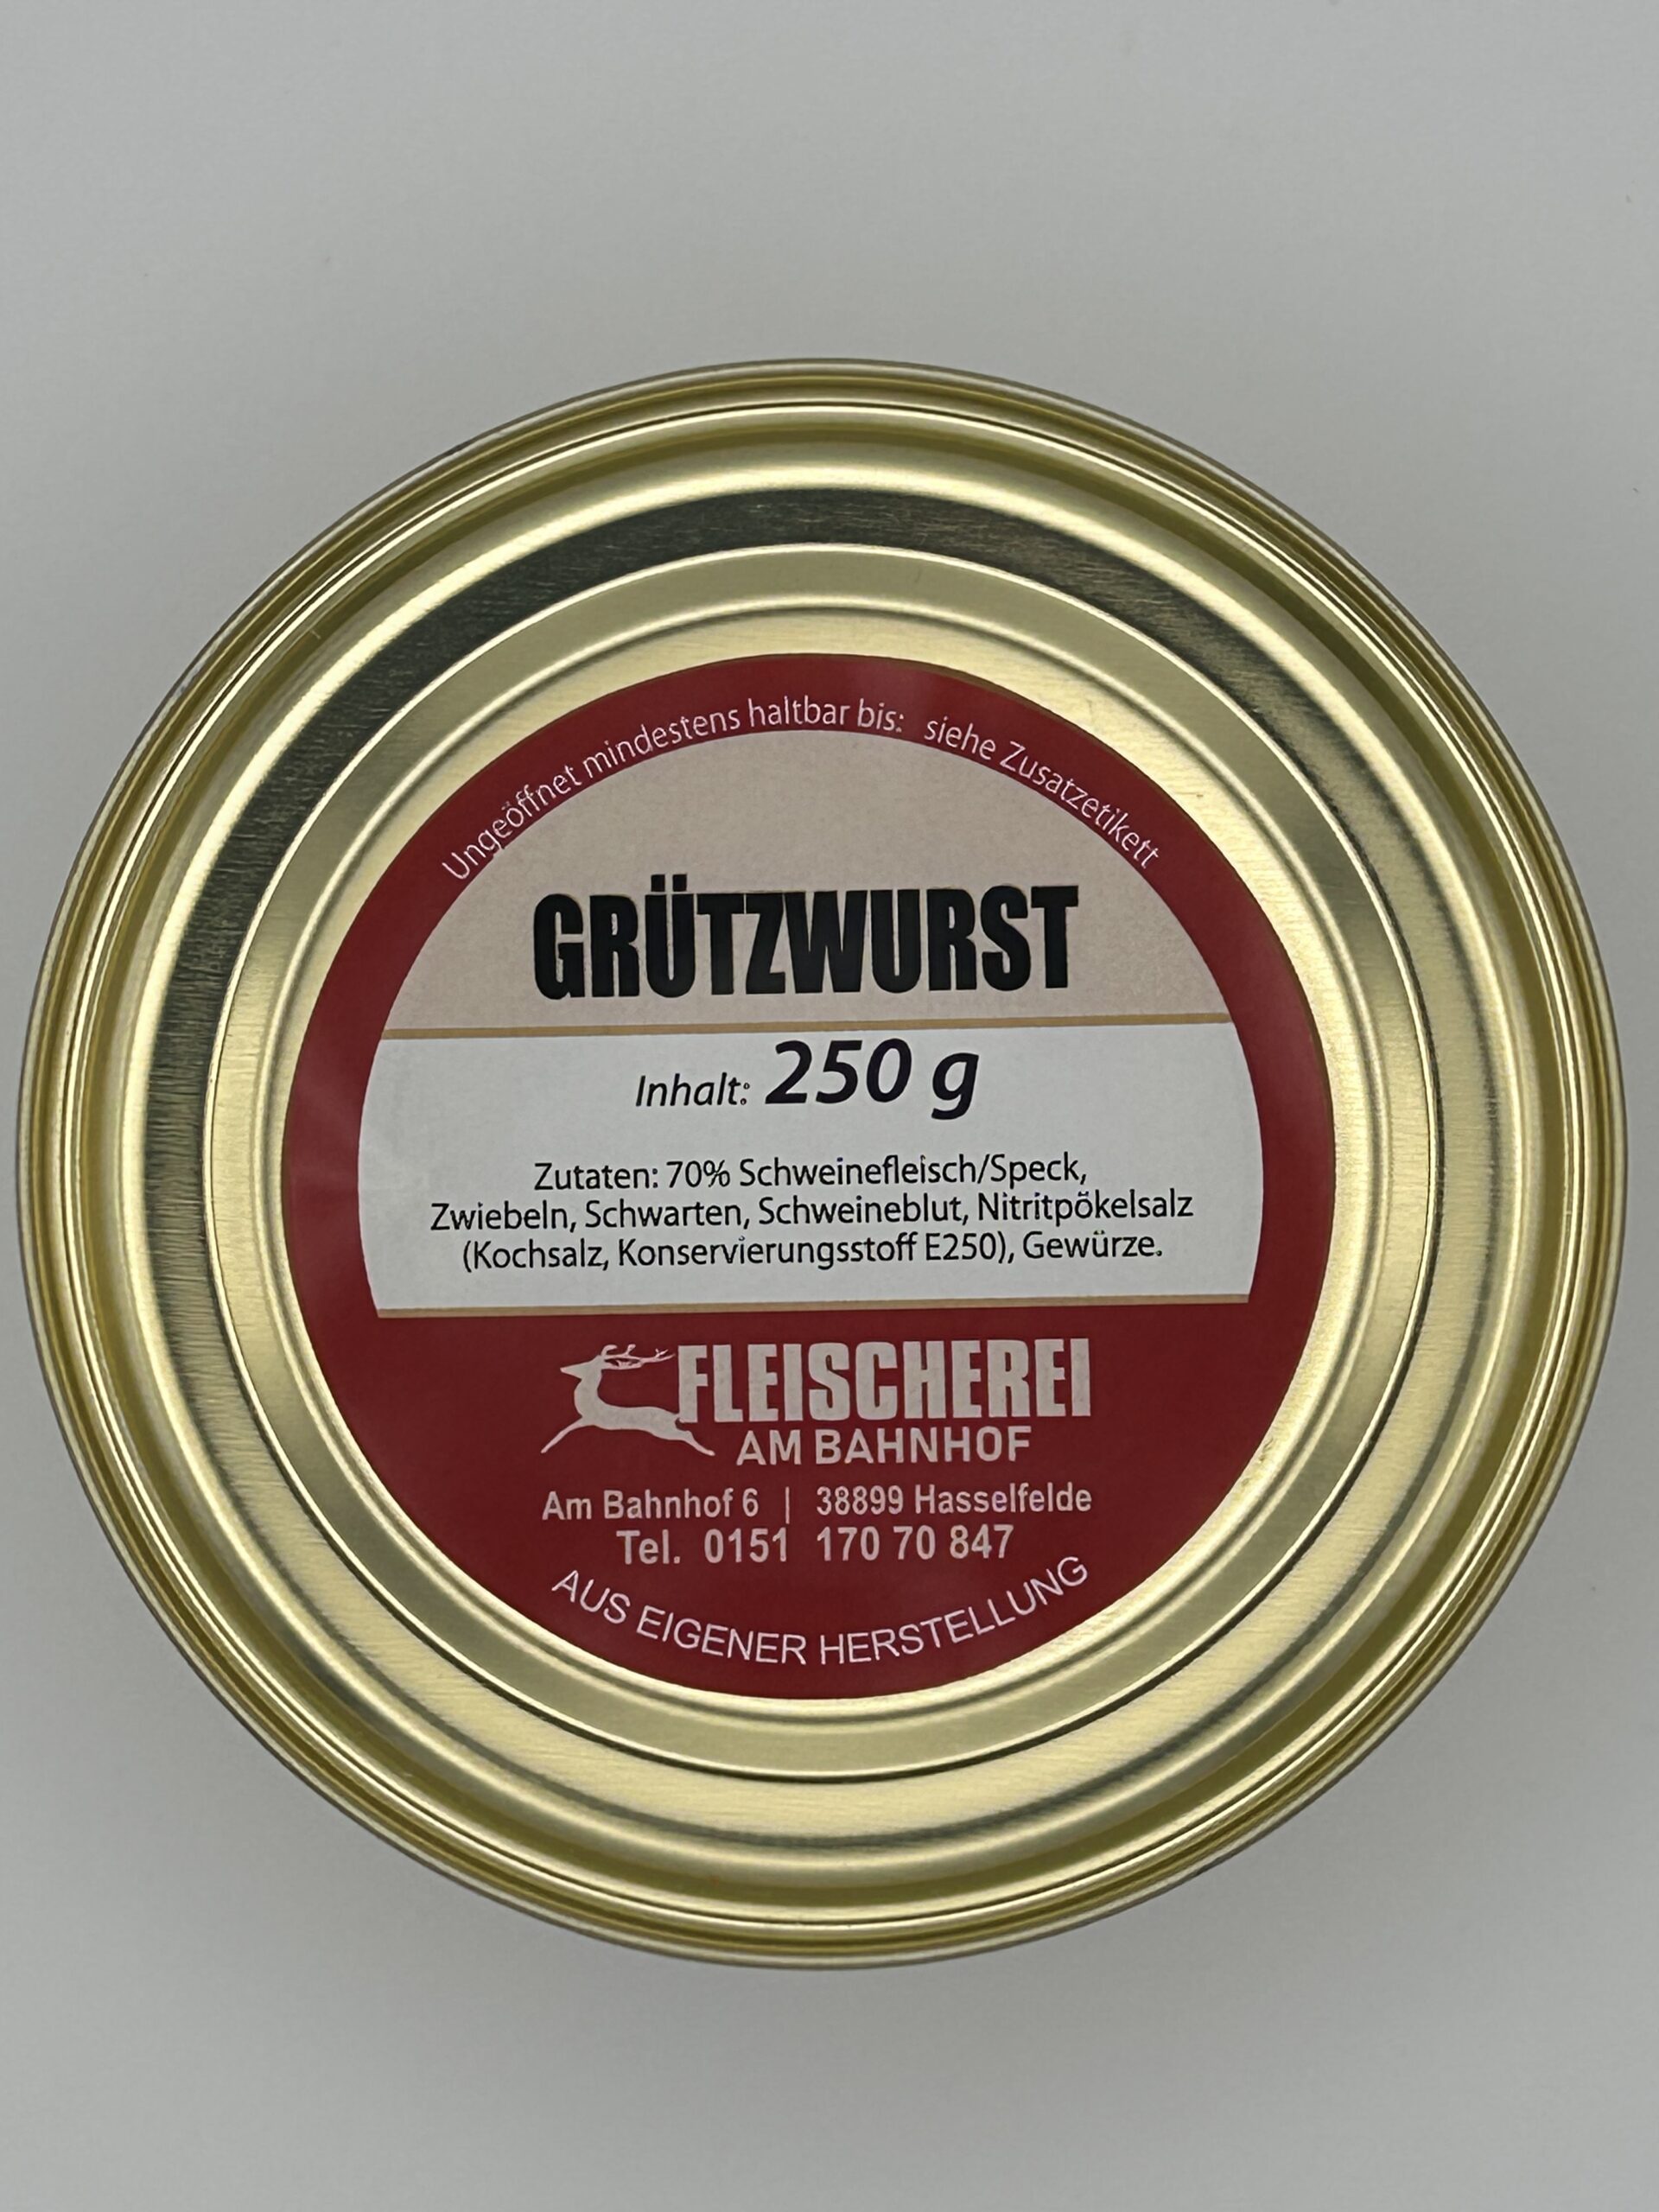 Ungeöffnet mindestens haltbar bis: siehe Zusatzetikett
GRÜTZWURST
Inhalt: 250 g
Zutaten: 70% Schweinefleisch/Speck,
Zwiebeln, Schwarten, Schweineblut, Nitritpökelsalz
(Kochsalz, Konservierungsstoff E250), Gewürze.
FLEISCHEREI
AM BAHNHOF
Am Bahnhof 6 | 38899 Hasselfelde
Tel. 0151 170 70 847
AUS EIGENER HERSTELLUNG